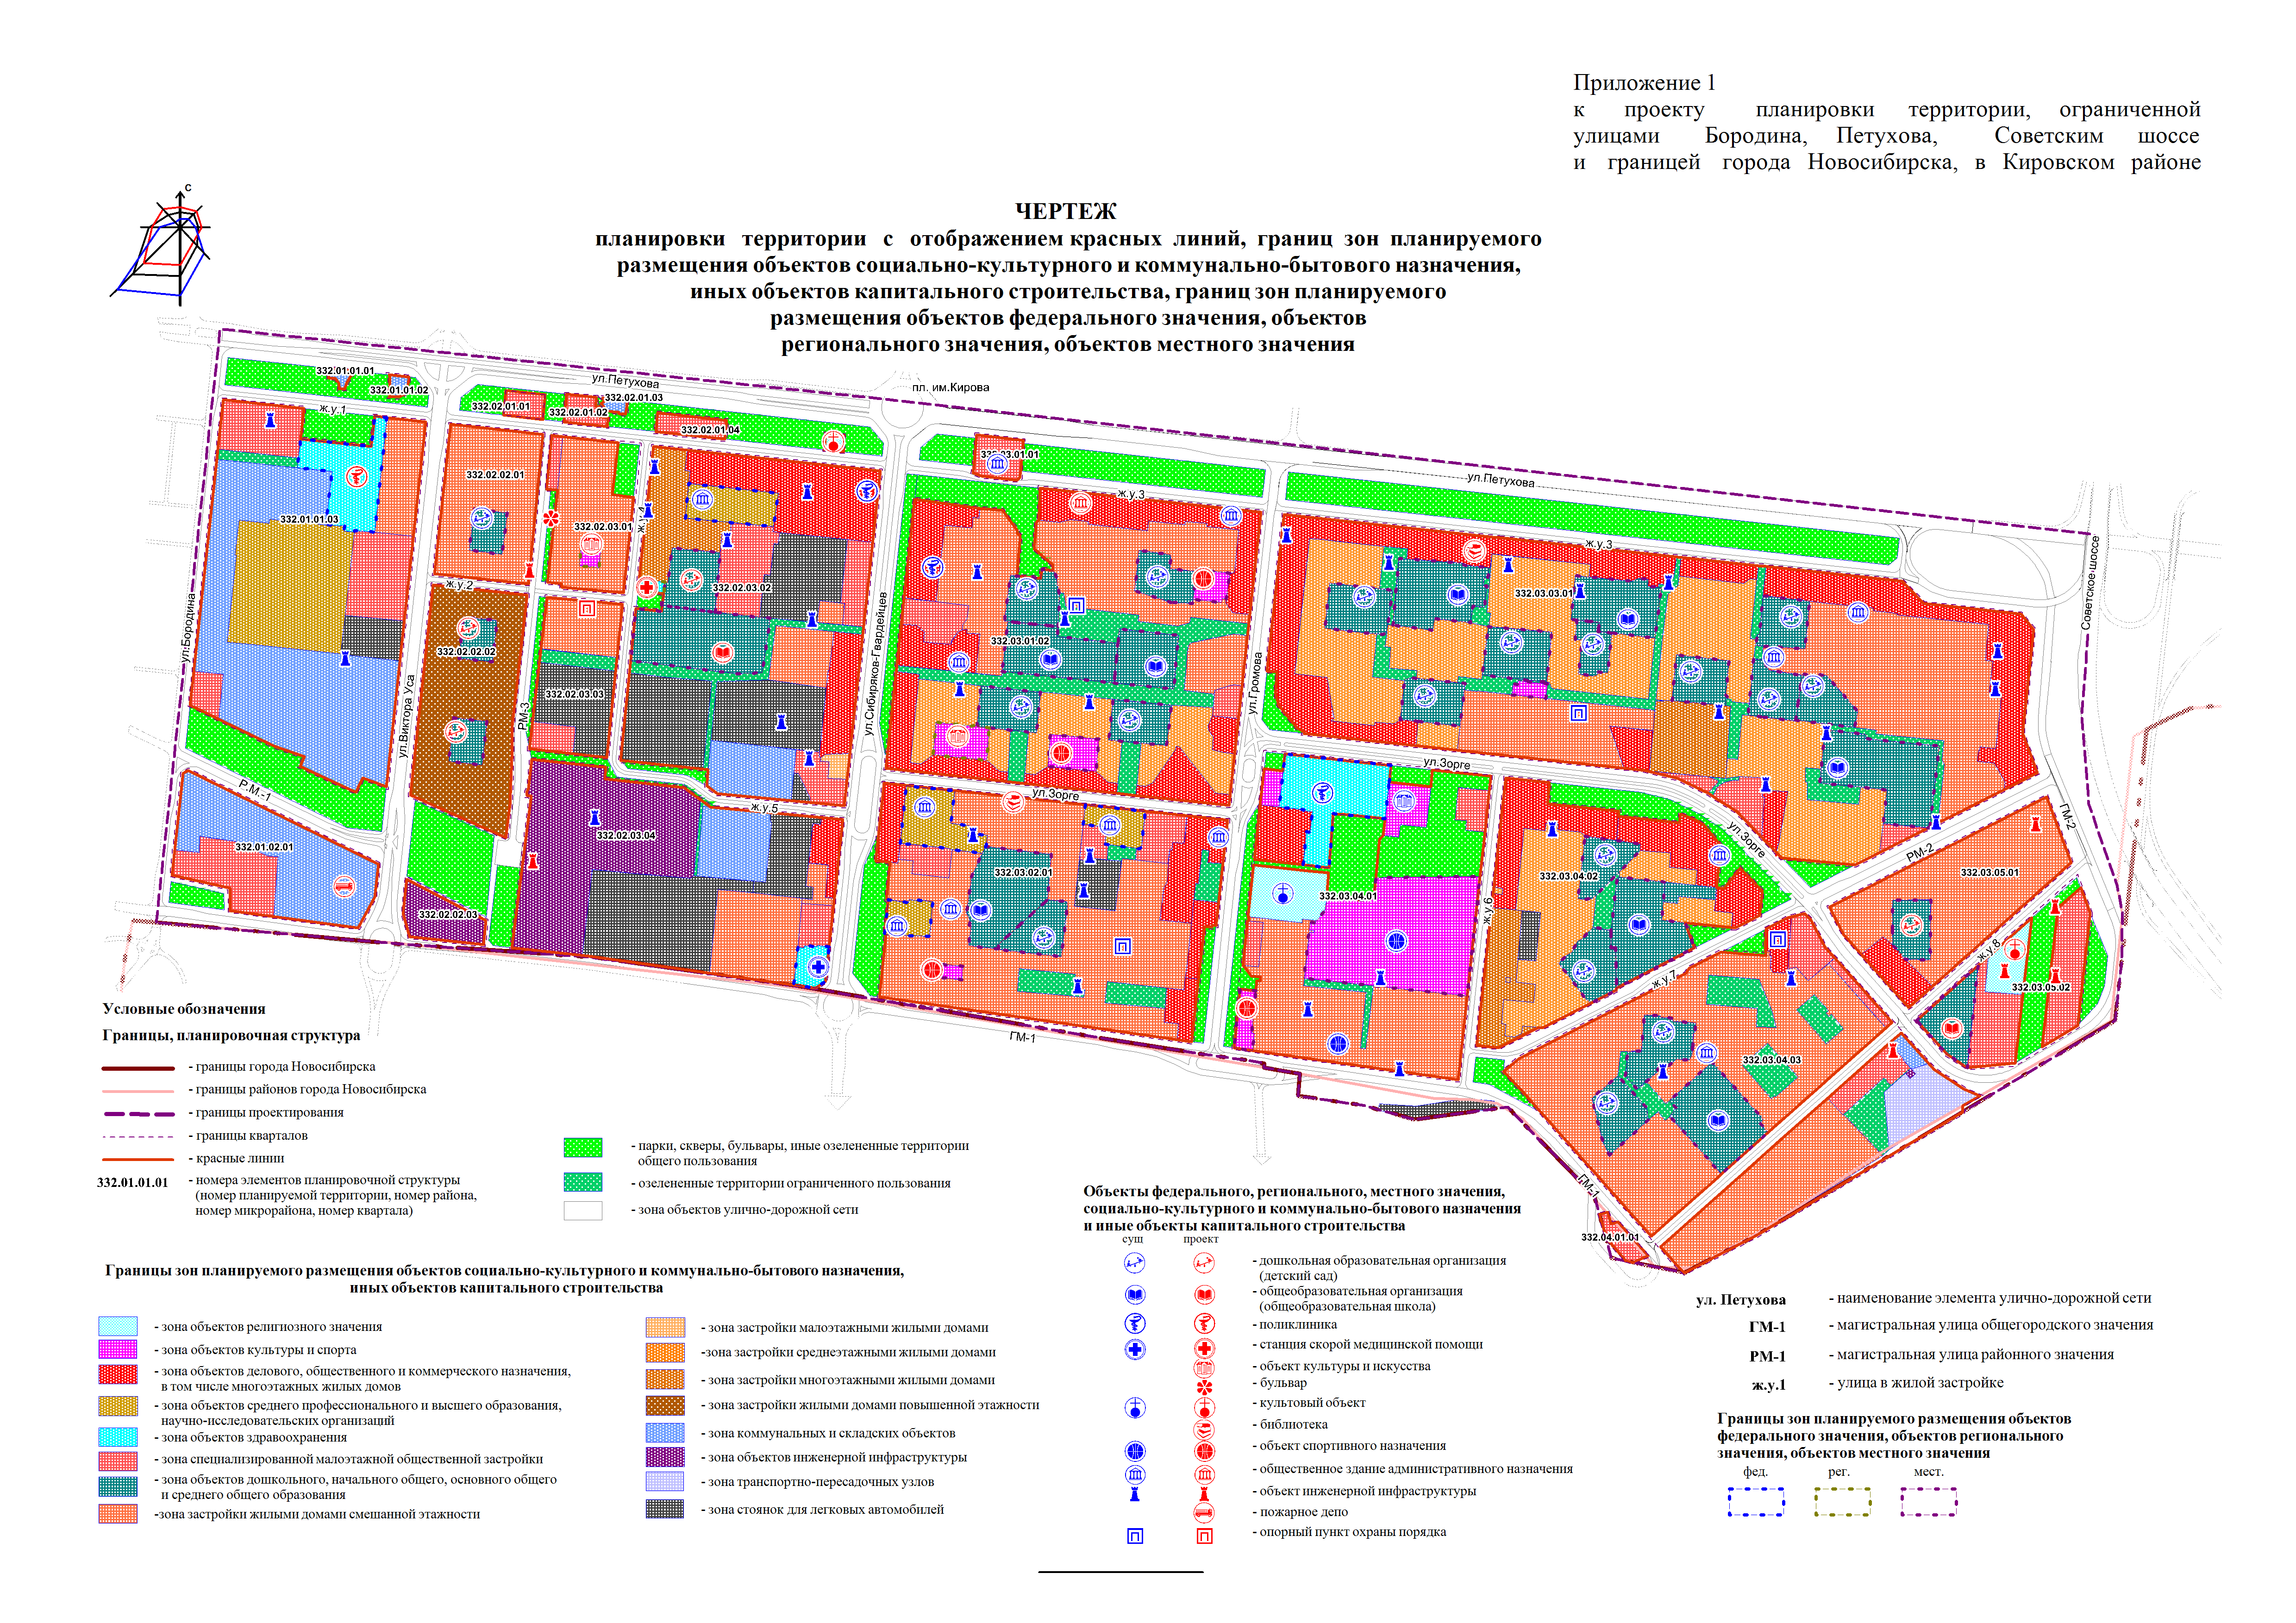 Приложение 1
к проекту планировки территории, ограниченной
улицами Бородина, Петухова, Советским шоссе
и границей города Новосибирска, в Кировском районе
С
ЧЕРТЕЖ
планировки территории с отображением красных линий, границ зон планируемого
размещения объектов социально-культурного и коммунально-бытового назначения,
иных объектов капитального строительства, границ зон планируемого
размещения объектов федерального значения, объектов
регионального значения, объектов местного значения
332.01.01.01
332.01.01.02
ж.у.1
ул.Петухова
332.02.01.01
332.02.01.02
332.02.01.03
332.02.01.04
пл. им.Кирова
332.03.01.01
332.02.02.01
332.01.01.03
332.02.03.01
ж.у.4
ж.у.3
ул.Петухова
ж.у.3
Советское шоссе
ж.у.2
332.02.03.02
332.03.03.01
ул.Бородина
332.02.02.02
332.03.01.02
ул.Сибиряков-Гвардейцев
ул.Громова
332.02.03.03
ул.Виктора Уса
РМ-3
Р.М.-1
ул.Зорге
ул.Зорге
ж.у.5
332.02.03.04
332.01.02.01
332.03.02.01
332.03.04.01
332.03.04.02
ул.Зорге
РМ-2
ГМ-2
332.03.05.01
332.02.02.03
ж.у.6
ж.у.7
ж.у.8
332.03.05.02
ГМ-1
332.03.04.03
ГМ-1
332.04.01.01
Условные обозначения
Границы, планировочная структура
- границы города Новосибирска
- границы районов города Новосибирска
- границы проектирования
- границы кварталов
- красные линии
332.01.01.01 - номера элементов планировочной структуры
(номер планируемой территории, номер района,
номер микрорайона, номер квартала)
- парки, скверы, бульвары, иные озелененные территории
общего пользования
- озелененные территории ограниченного пользования
- зона объектов улично-дорожной сети
Границы зон планируемого размещения объектов социально-культурного и коммунально-бытового назначения,
иных объектов капитального строительства
- зона объектов религиозного значения
- зона объектов культуры и спорта
- зона объектов делового, общественного и коммерческого назначения,
в том числе многоэтажных жилых домов
- зона объектов среднего профессионального и высшего образования,
научно-исследовательских организаций
- зона объектов здравоохранения
- зона специализированной малоэтажной общественной застройки
- зона объектов дошкольного, начального общего, основного общего
и среднего общего образования
-зона застройки жилыми домами смешанной этажности
- зона застройки малоэтажными жилыми домами
-зона застройки среднеэтажными жилыми домами
- зона застройки многоэтажными жилыми домами
- зона застройки жилыми домами повышенной этажности
- зона коммунальных и складских объектов
- зона объектов инженерной инфраструктуры
- зона транспортно-пересадочных узлов
- зона стоянок для легковых автомобилей
Объекты федерального, регионального, местного значения,
социально-культурного и коммунально-бытового назначения
и иные объекты капитального строительства
сущ проект
- дошкольная образовательная организация
(детский сад)
- общеобразовательная организация
(общеобразовательная школа)
- поликлиника
- станция скорой медицинской помощи
- объект культуры и искусства
- бульвар
- культовый объект
- библиотека
- объект спортивного назначения
- общественное здание административного назначения
- объект инженерной инфраструктуры
- пожарное депо
- опорный пункт охраны порядка
ул. Петухова - наименование элемента улично-дорожной сети
ГМ-1 - магистральная улица общегородского значения
РМ-1 - магистральная улица районного значения
ж.у.1 - улица в жилой застройке
Границы зон планируемого размещения объектов
федерального значения, объектов регионального
значения, объектов местного значения
фед. рег. мест.